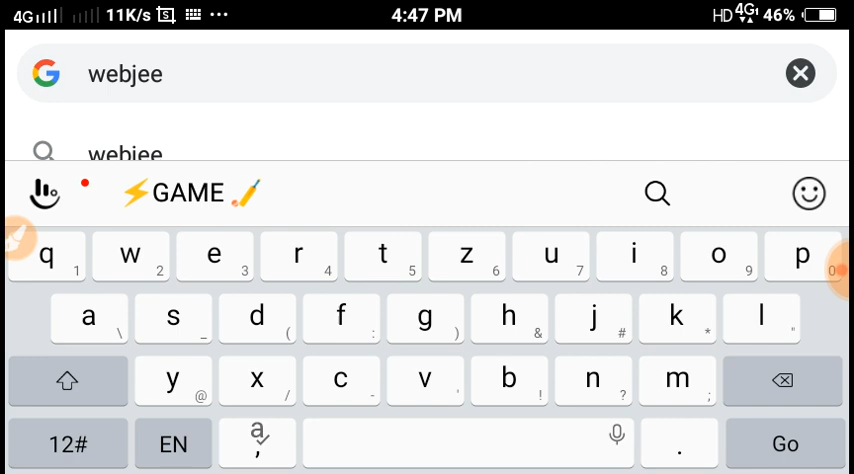 4G 11K/s S ... 4:47 PM HD 4G 46%
G webjee
webjee
⚡GAME🏏
q 1 w 2 e 3 r 4 t 5 z 6 u 7 i 8 o 9 p 0
a \ s _ d ( f : g ) h & j # k * l "
y @ x / c - v ' b ! n ? m ;
12# EN a , . Go